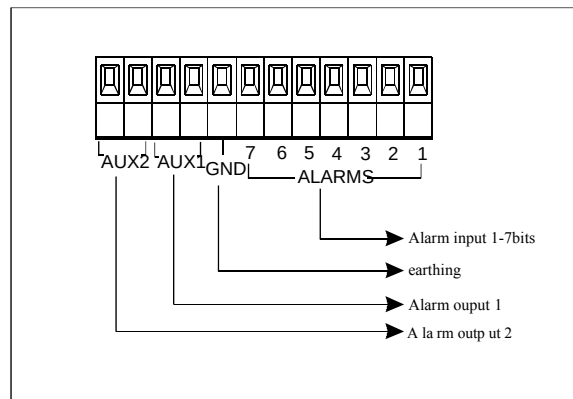 7 6 5 4 3 2 1
AUX2 AUX1 GND ALARMS
Alarm input 1-7bits
earthing
Alarm ouput 1
A la rm outp ut 2